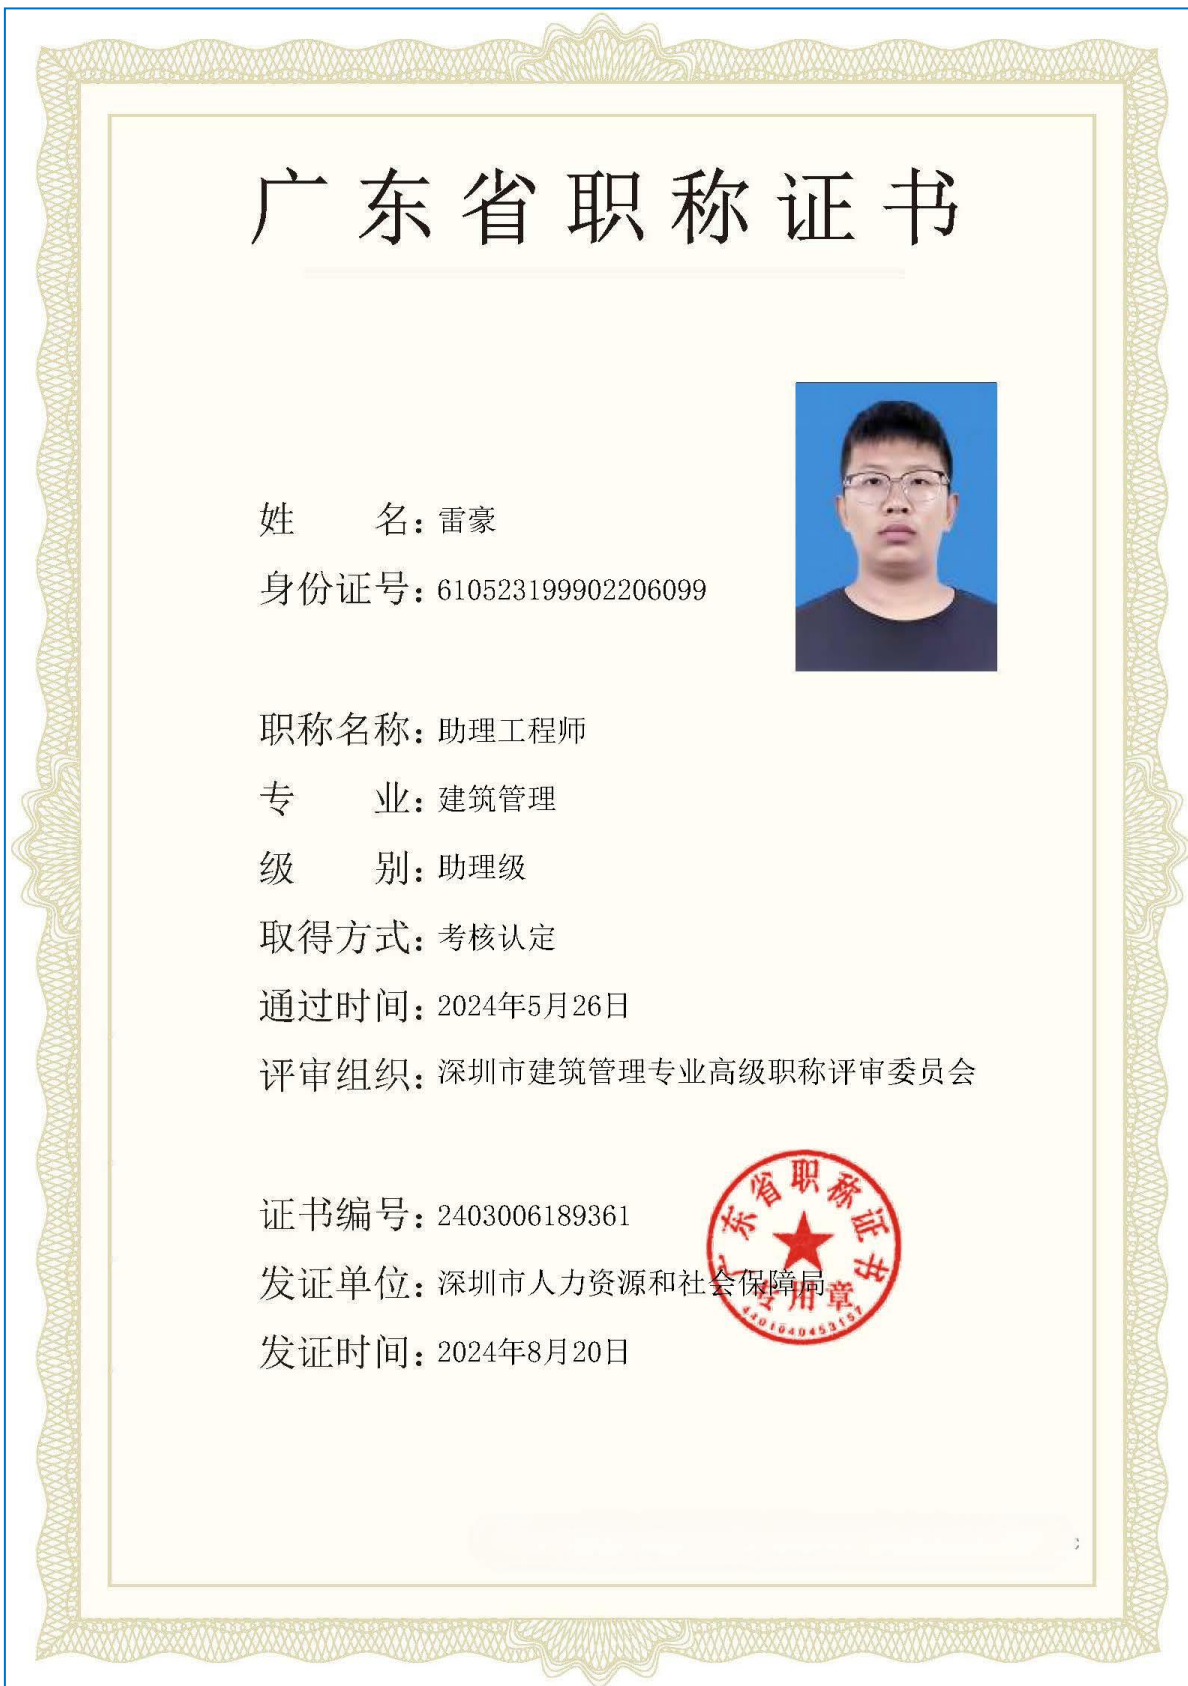 广东省职称证书
姓名：雷豪
身份证号：610523199902206099
职称名称：助理工程师
专业：建筑管理
级别：助理级
取得方式：考核认定
通过时间：2024年5月26日
评审组织：深圳市建筑管理专业高级职称评审委员会
证书编号：2403006189361
发证单位：深圳市人力资源和社会保障局
发证时间：2024年8月20日
广东省职称证书
专用章
4401040453157